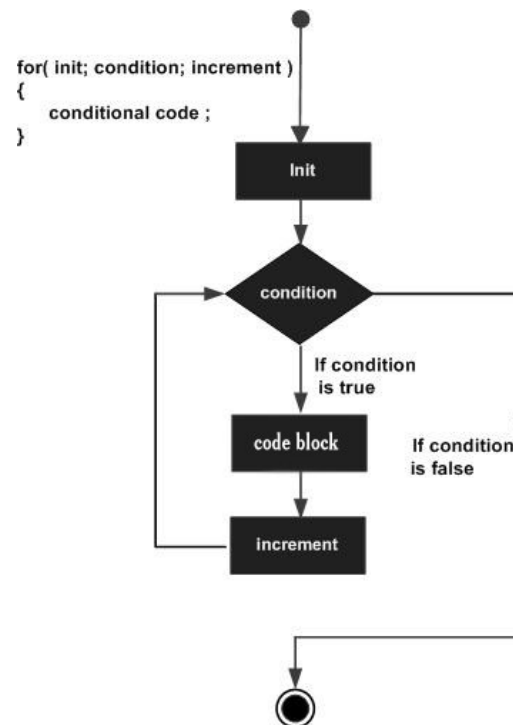 for( init; condition; increment )
{
conditional code ;
}
Init
condition
If condition
is true
code block
If condition
is false
increment